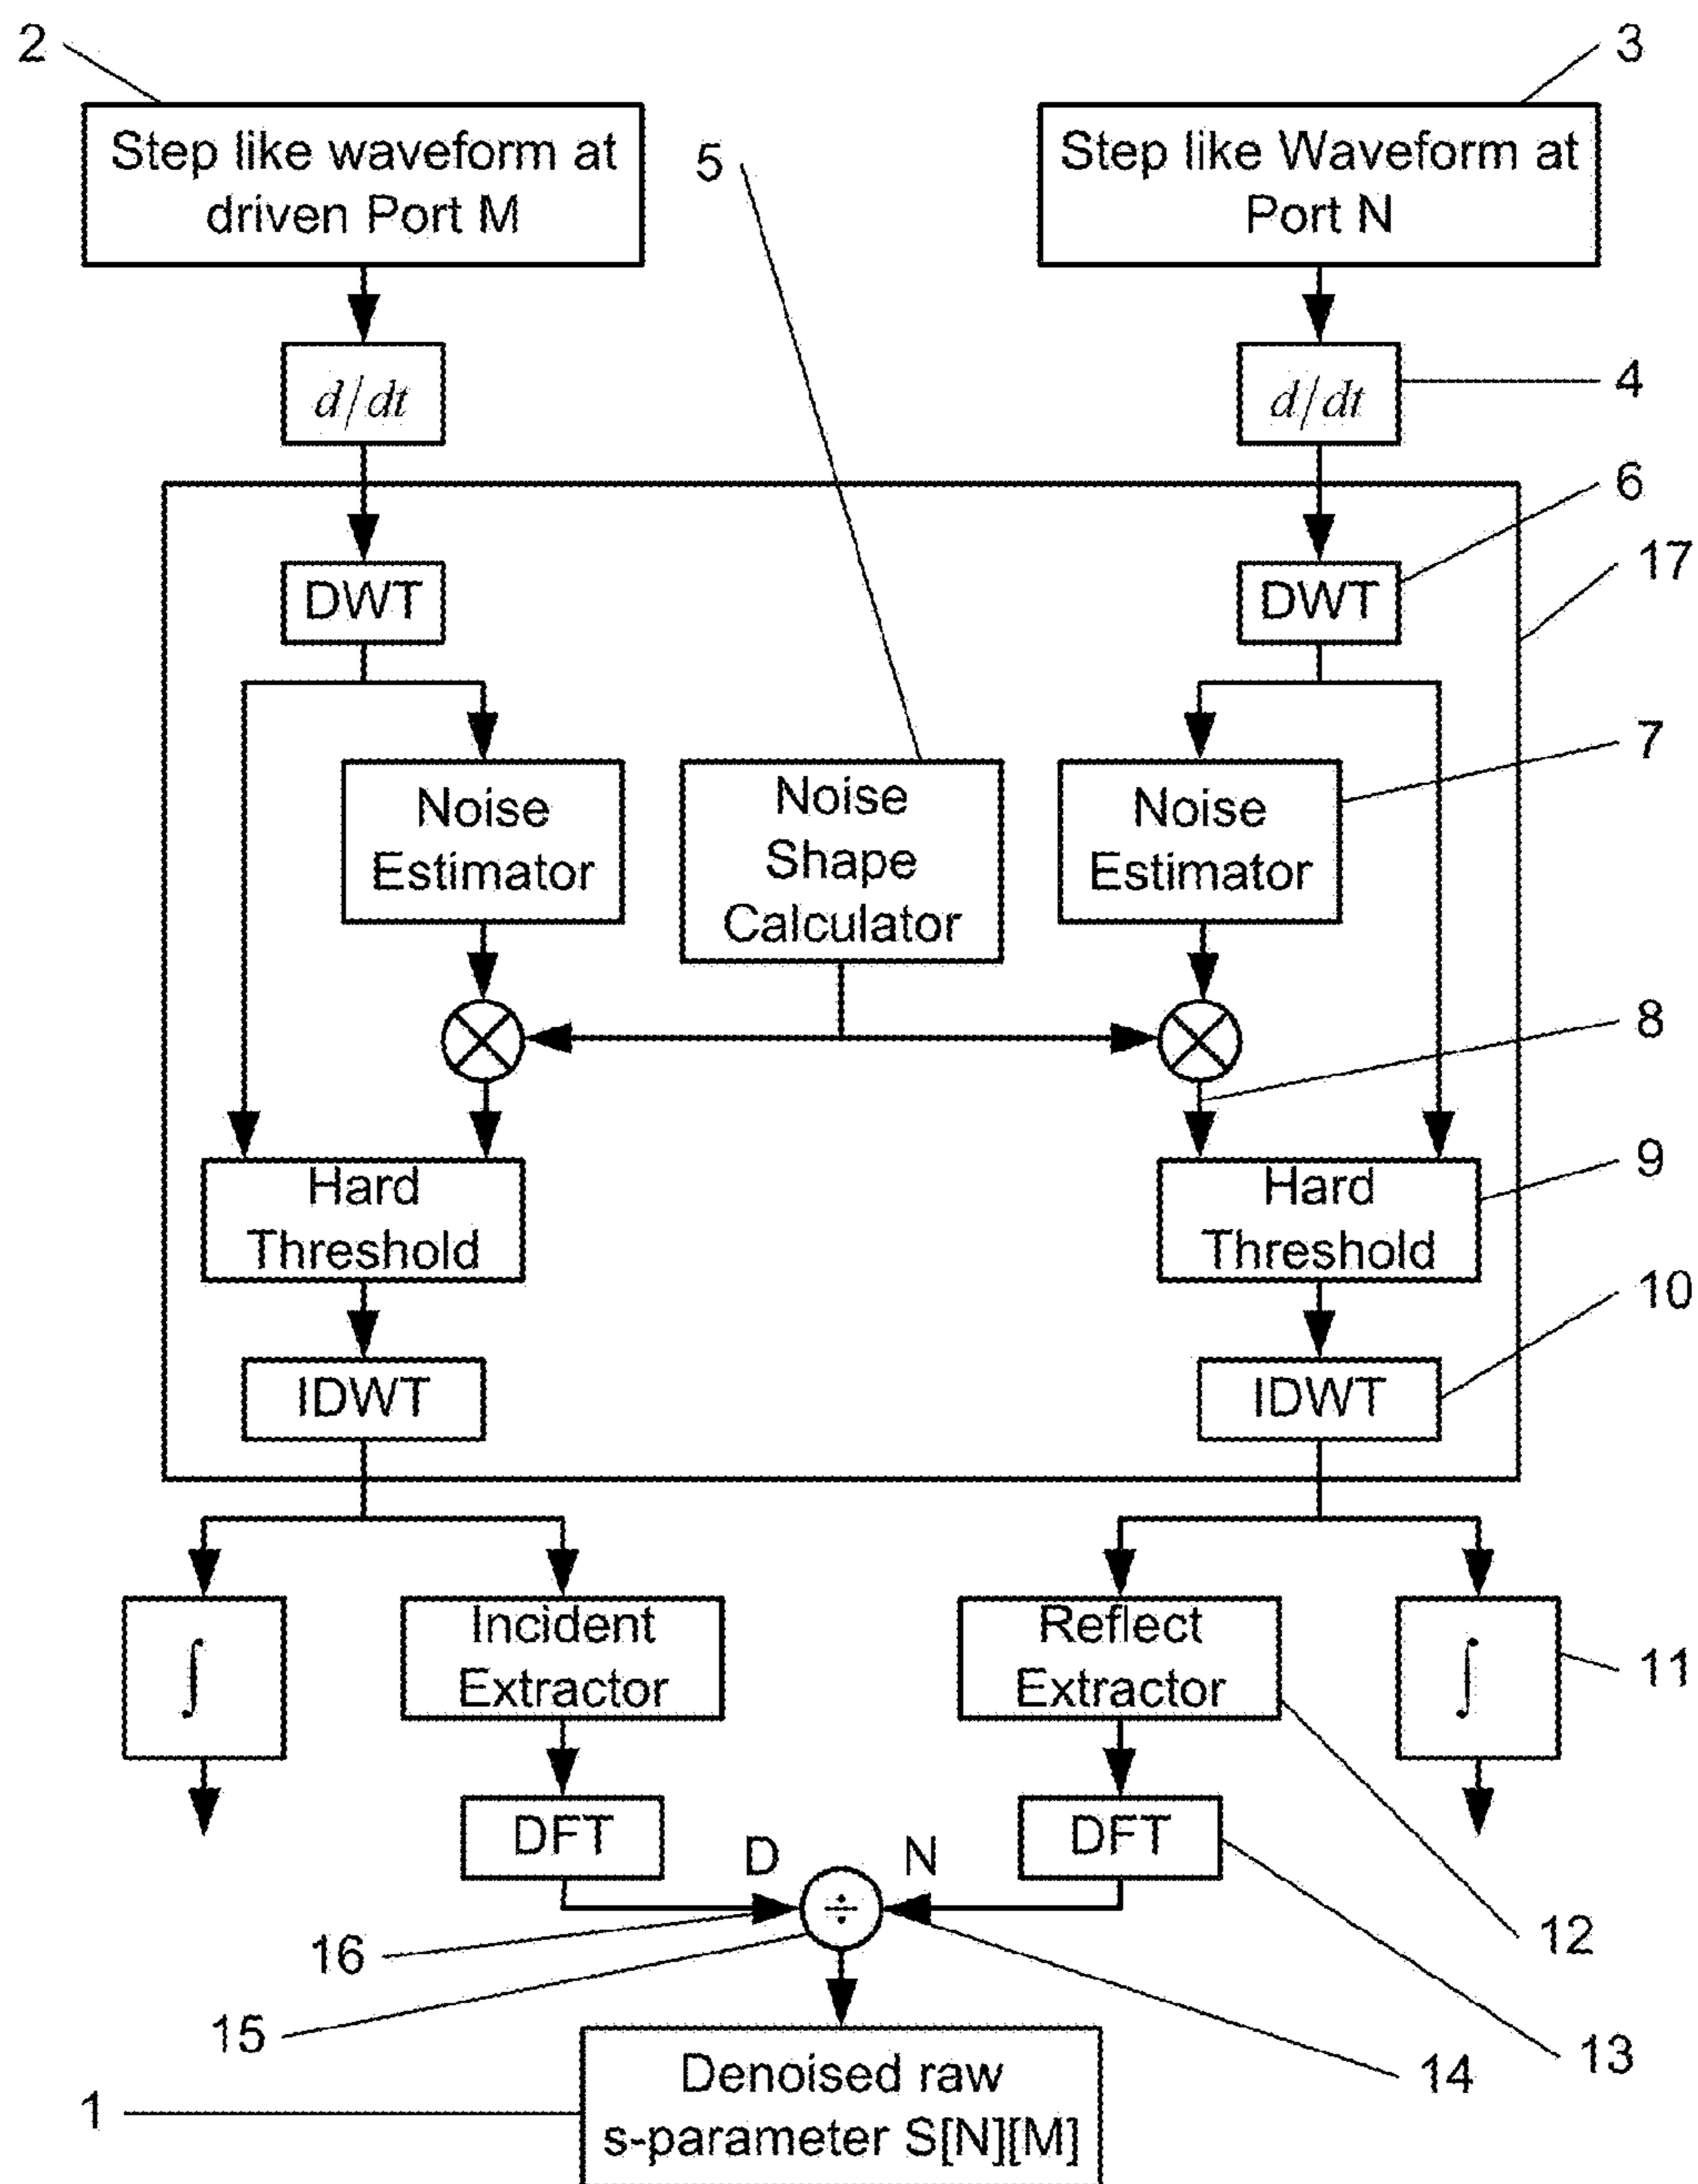 2
3
Step like waveform at
driven Port M
5
Step like Waveform at
Port N
d/dt
d/dt
4
6
17
DWT
DWT
7
Noise
Estimator
Noise
Shape
Calculator
Noise
Estimator
8
9
Hard
Threshold
Hard
Threshold
10
IDWT
IDWT
∫
Incident
Extractor
Reflect
Extractor
∫
11
DFT
D
N
DFT
÷
16
12
15
14
13
1
Denoised raw
s-parameter S[N][M]